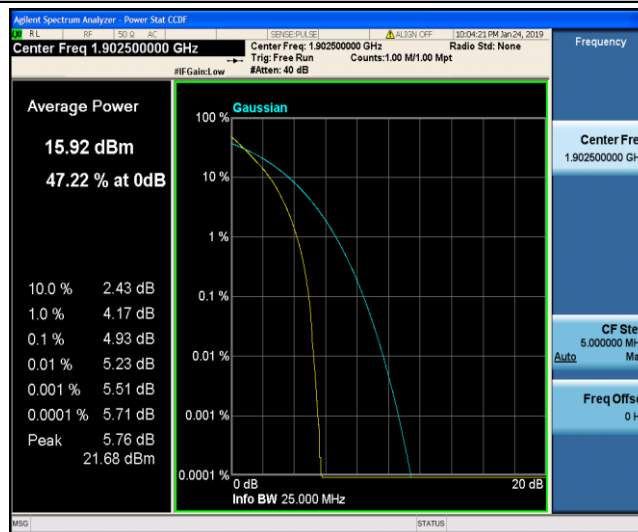 Agilent Spectrum Analyzer - Power Stat CCDF
RL RF 50 Ω AC SENSE:PULSE ALIGN OFF 10:04:21 PM Jan 24, 2019
Center Freq 1.902500000 GHz
Center Freq: 1.902500000 GHz Radio Std: None
Trig: Free Run Counts:1.00 M/1.00 Mpt
#IFGain:Low #Atten: 40 dB
Frequency
Average Power
15.92 dBm
47.22 % at 0dB
10.0 % 2.43 dB
1.0 % 4.17 dB
0.1 % 4.93 dB
0.01 % 5.23 dB
0.001 % 5.51 dB
0.0001 % 5.71 dB
Peak 5.76 dB
21.68 dBm
Gaussian
100 %
10 %
1 %
0.1 %
0.01 %
0.001 %
0.0001 %
0 dB 20 dB
Info BW 25.000 MHz
Center Fre
1.902500000 GH
CF Ste
5.000000 MH
Auto Ma
Freq Offse
0 H
MSG STATUS